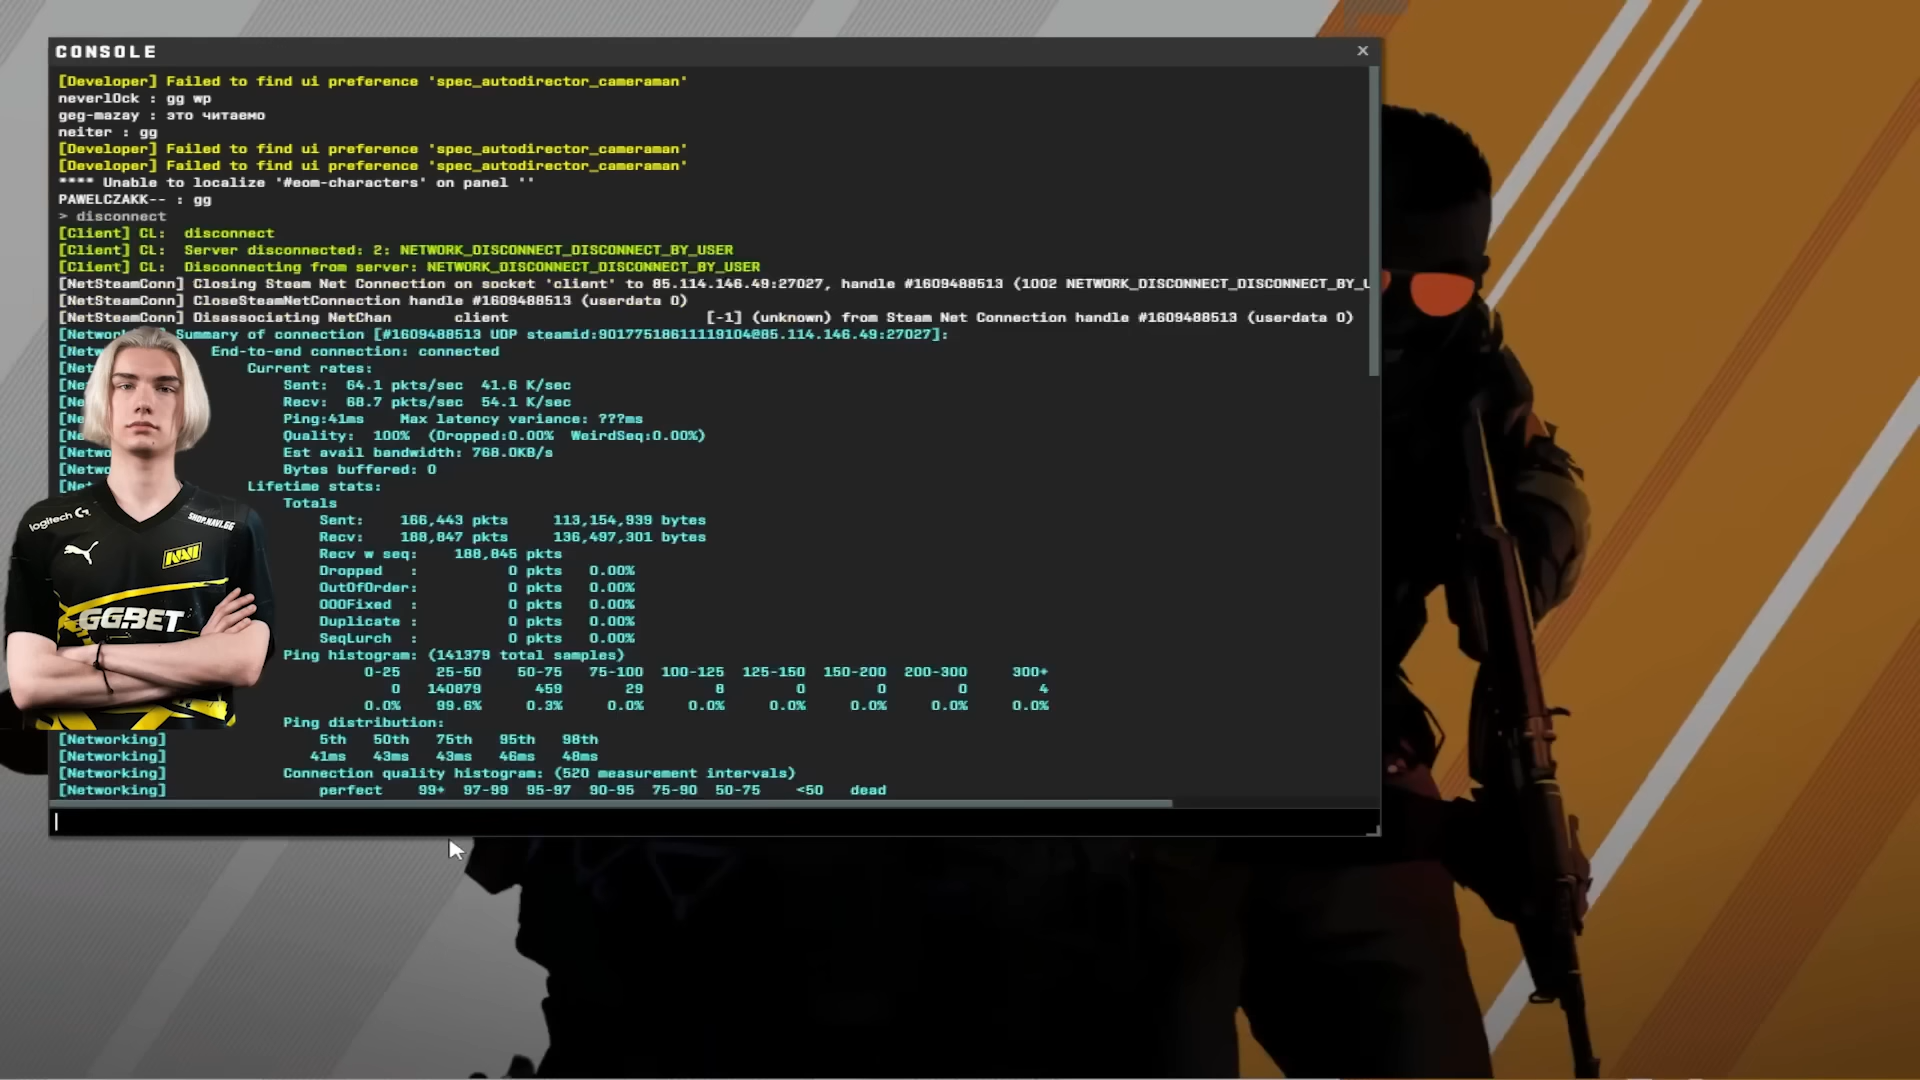 CONSOLE
[Developer] Failed to find ui preference 'spec_autodirector_cameraman'
neverl0ck : gg wp
geg-mazay : это читаемо
neiter : gg
[Developer] Failed to find ui preference 'spec_autodirector_cameraman'
[Developer] Failed to find ui preference 'spec_autodirector_cameraman'
**** Unable to localize '#eom-characters' on panel ''
PAWELCZAKK-- : gg
> disconnect
[Client] CL:  disconnect
[Client] CL:  Server disconnected: 2: NETWORK_DISCONNECT_DISCONNECT_BY_USER
[Client] CL:  Disconnecting from server: NETWORK_DISCONNECT_DISCONNECT_BY_USER
[NetSteamConn] Closing Steam Net Connection on socket 'client' to 85.114.146.49:27027, handle #1609488513 (1002 NETWORK_DISCONNECT_DISCONNECT_BY_U
[NetSteamConn] CloseSteamNetConnection handle #1609488513 (userdata 0)
[NetSteamConn] Disassociating NetChan client [-1] (unknown) from Steam Net Connection handle #1609488513 (userdata 0)
[Network Summary of connection [#1609488513 UDP steamid:90177518611119104@85.114.146.49:27027]:
[Netw End-to-end connection: connected
[Net Current rates:
[Ne Sent: 64.1 pkts/sec 41.6 K/sec
[Ne Recv: 68.7 pkts/sec 54.1 K/sec
[Ne Ping:41ms Max latency variance: ???ms
[Ne Quality: 100% (Dropped:0.00% WeirdSeq:0.00%)
[Netwo Est avail bandwidth: 768.0KB/s
[Netwo Bytes buffered: 0
[Net Lifetime stats:
Totals
Sent: 166,443 pkts 113,154,939 bytes
Recv: 188,847 pkts 136,497,301 bytes
Recv w seq: 188,845 pkts
Dropped : 0 pkts 0.00%
OutOfOrder: 0 pkts 0.00%
OOOFixed : 0 pkts 0.00%
Duplicate : 0 pkts 0.00%
SeqLurch : 0 pkts 0.00%
Ping histogram: (141379 total samples)
0-25 25-50 50-75 75-100 100-125 125-150 150-200 200-300 300+
0 140879 459 29 8 0 0 0 4
0.0% 99.6% 0.3% 0.0% 0.0% 0.0% 0.0% 0.0% 0.0%
Ping distribution:
[Networking] 5th 50th 75th 95th 98th
[Networking] 41ms 43ms 43ms 46ms 48ms
[Networking] Connection quality histogram: (520 measurement intervals)
[Networking] perfect 99+ 97-99 95-97 90-95 75-90 50-75 <50 dead
logitech G
SHOP.NAVI.GG
NAVI
GGBET